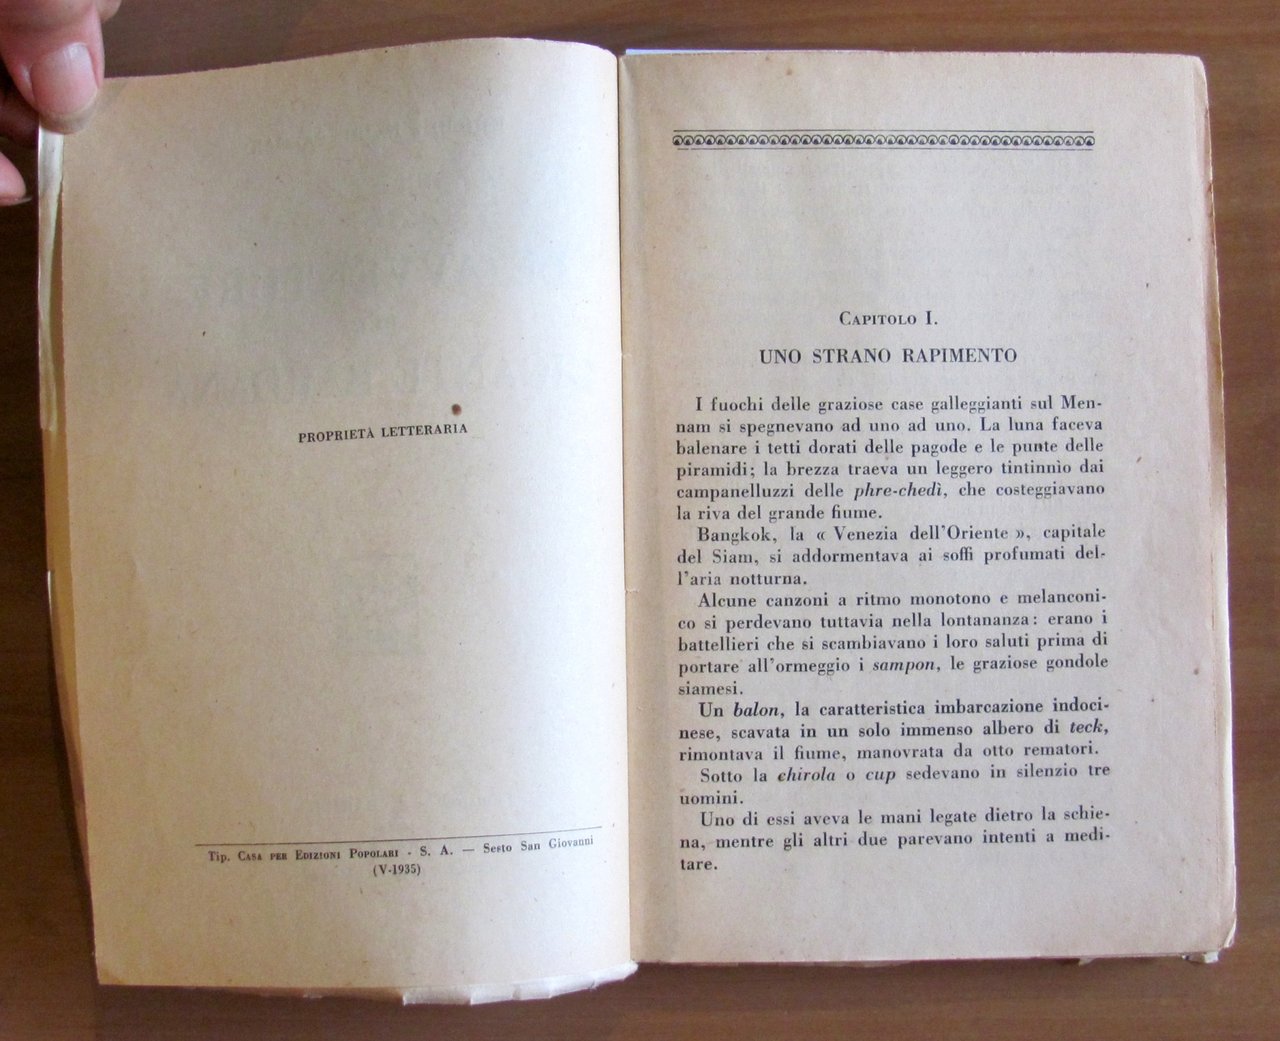 PROPRIETÀ LETTERARIA
Tip. Casa per Edizioni Popolari - S. A. — Sesto San Giovanni
(V-1935)
Capitolo I.
UNO STRANO RAPIMENTO
I fuochi delle graziose case galleggianti sul Men-
nam si spegnevano ad uno ad uno. La luna faceva
balenare i tetti dorati delle pagode e le punte delle
piramidi; la brezza traeva un leggero tintinnìo dai
campanelluzzi delle phre-chedì, che costeggiavano
la riva del grande fiume.
Bangkok, la « Venezia dell'Oriente », capitale
del Siam, si addormentava ai soffi profumati del-
l'aria notturna.
Alcune canzoni a ritmo monotono e melanconi-
co si perdevano tuttavia nella lontananza: erano i
battellieri che si scambiavano i loro saluti prima di
portare all'ormeggio i sampon, le graziose gondole
siamesi.
Un balon, la caratteristica imbarcazione indoci-
nese, scavata in un solo immenso albero di teck,
rimontava il fiume, manovrata da otto rematori.
Sotto la chirola o cup sedevano in silenzio tre
uomini.
Uno di essi aveva le mani legate dietro la schie-
na, mentre gli altri due parevano intenti a medi-
tare.